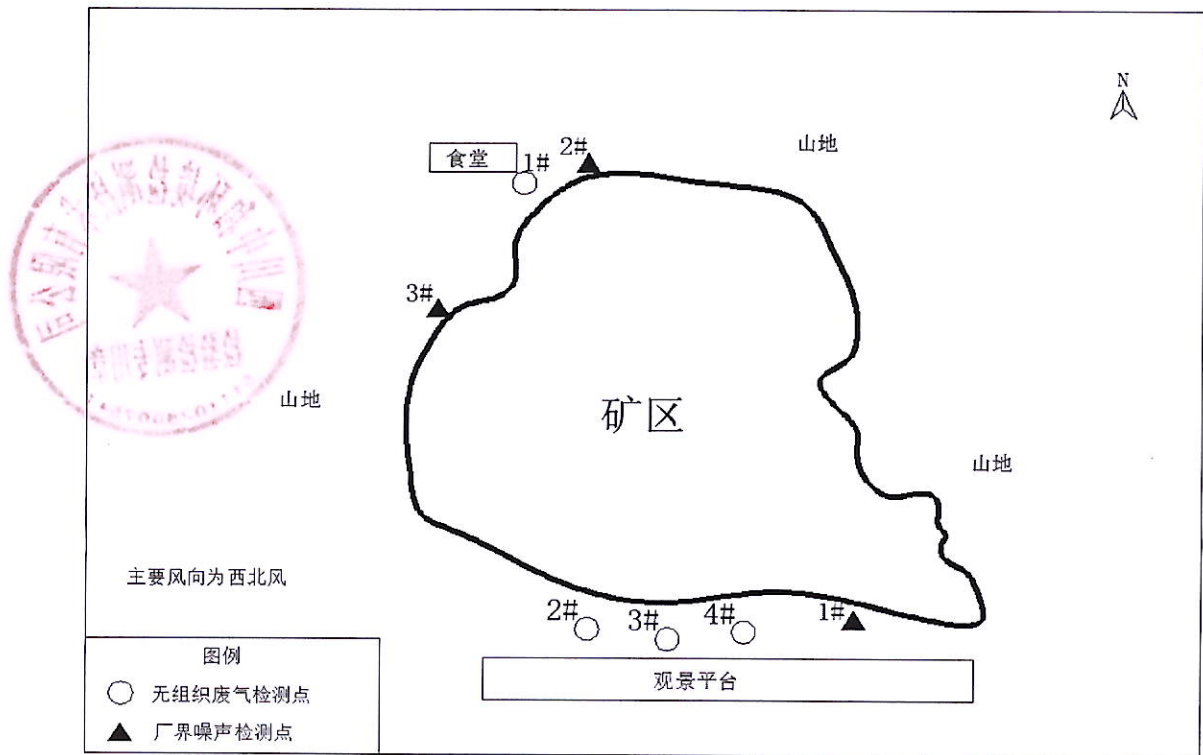 N
山地
食堂
1#
2#
3#
山地
矿区
山地
主要风向为西北风
2#
3#
4#
1#
观景平台
图例
无组织废气检测点
厂界噪声检测点